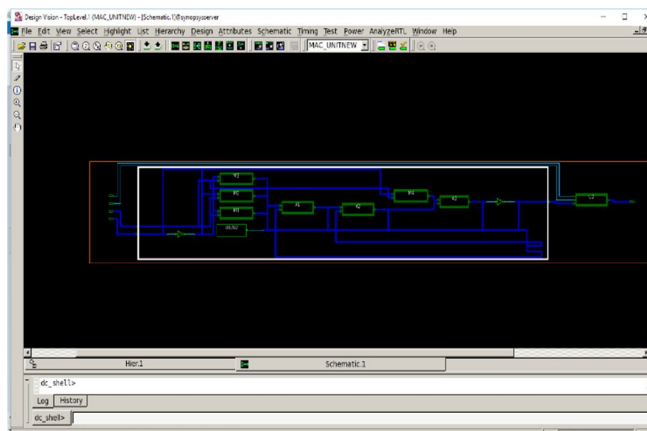 Design Vision - TopLevel.1 (MAC_UNITNEW) - [Schematic.1]@synopsysserver
File Edit View Select Highlight List Hierarchy Design Attributes Schematic Timing Test Power AnalyzeRTL Window Help
MAC_UNITNEW
Hier.1
Schematic.1
dc_shell>
Log History
dc_shell>